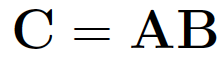 C = AB